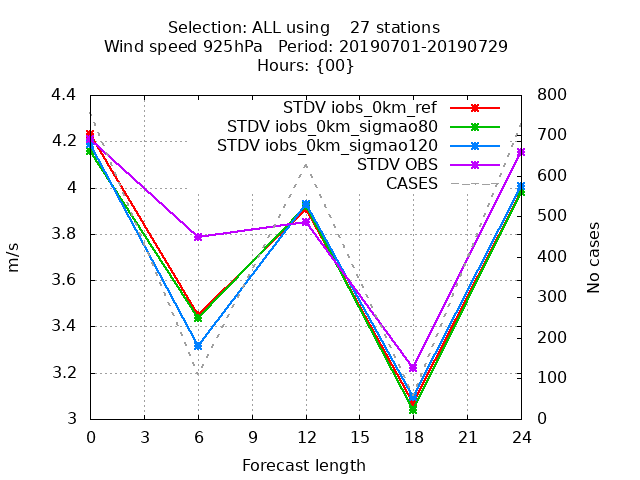 Selection: ALL using    27 stations
Wind speed 925hPa   Period: 20190701-20190729
Hours: {00}
STDV iobs_0km_ref
STDV iobs_0km_sigmao80
STDV iobs_0km_sigmao120
STDV OBS
CASES
m/s
4.4
4.2
4
3.8
3.6
3.4
3.2
3
0 3 6 9 12 15 18 21 24
Forecast length
800
700
600
500
400
300
200
100
0
No cases